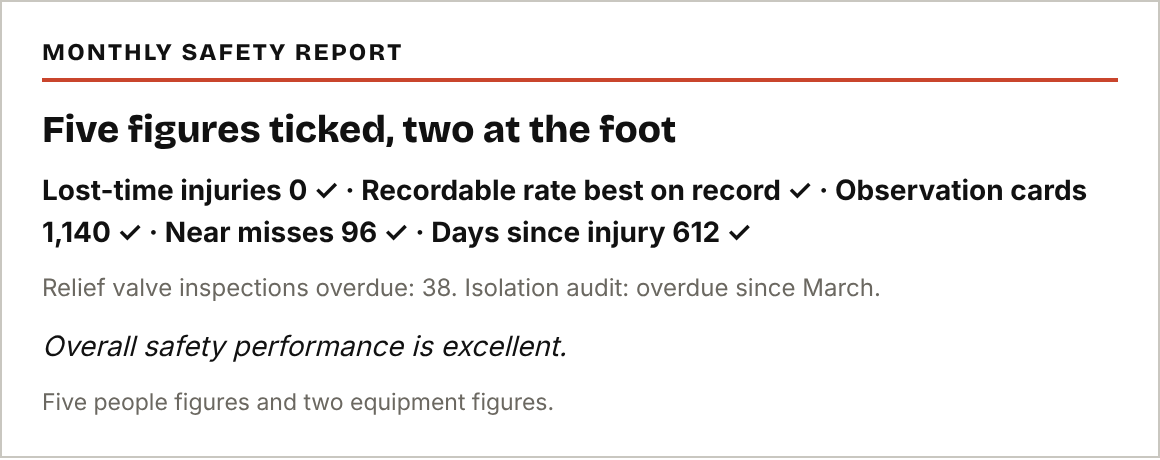 MONTHLY SAFETY REPORT
Five figures ticked, two at the foot
Lost-time injuries 0 ✓ · Recordable rate best on record ✓ · Observation cards
1,140 ✓ · Near misses 96 ✓ · Days since injury 612 ✓
Relief valve inspections overdue: 38. Isolation audit: overdue since March.
Overall safety performance is excellent.
Five people figures and two equipment figures.